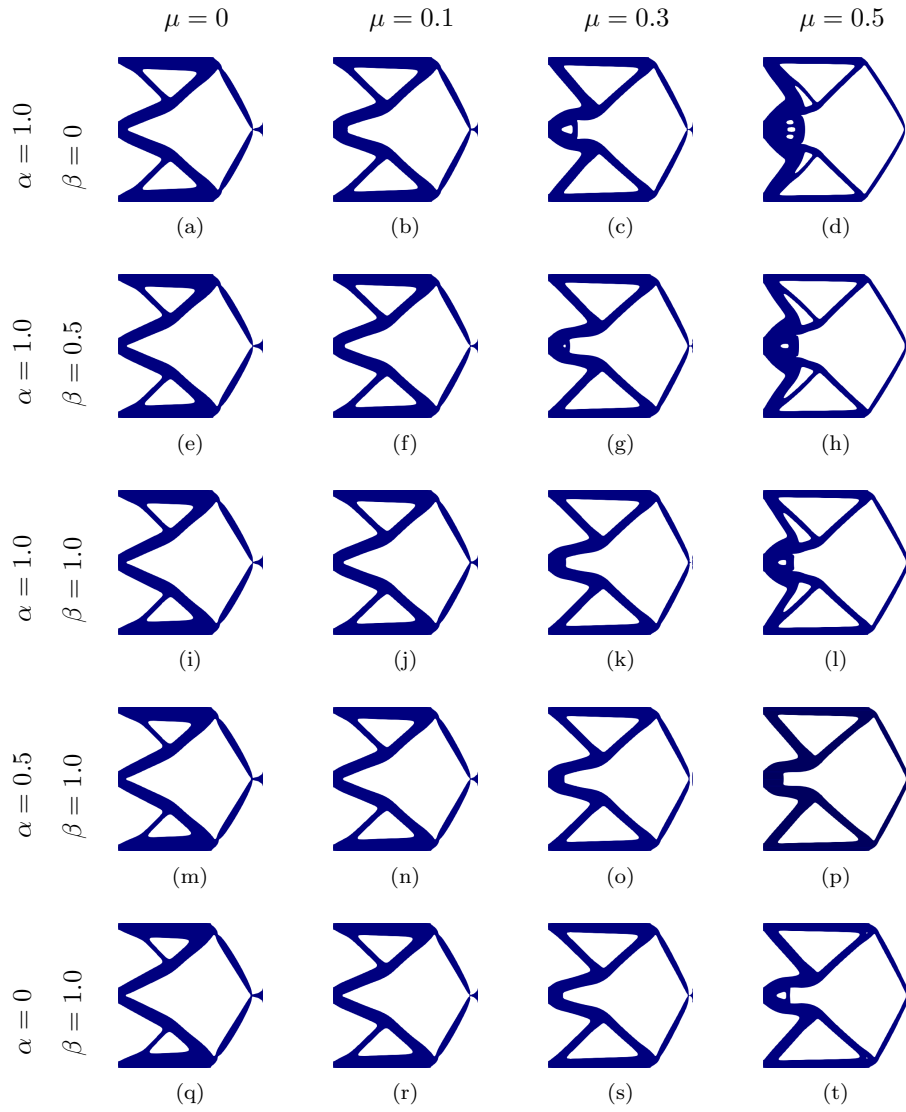 μ = 0 μ = 0.1 μ = 0.3 μ = 0.5
α = 1.0
β = 0
(a) (b) (c) (d)
α = 1.0
β = 0.5
(e) (f) (g) (h)
α = 1.0
β = 1.0
(i) (j) (k) (l)
α = 0.5
β = 1.0
(m) (n) (o) (p)
α = 0
β = 1.0
(q) (r) (s) (t)